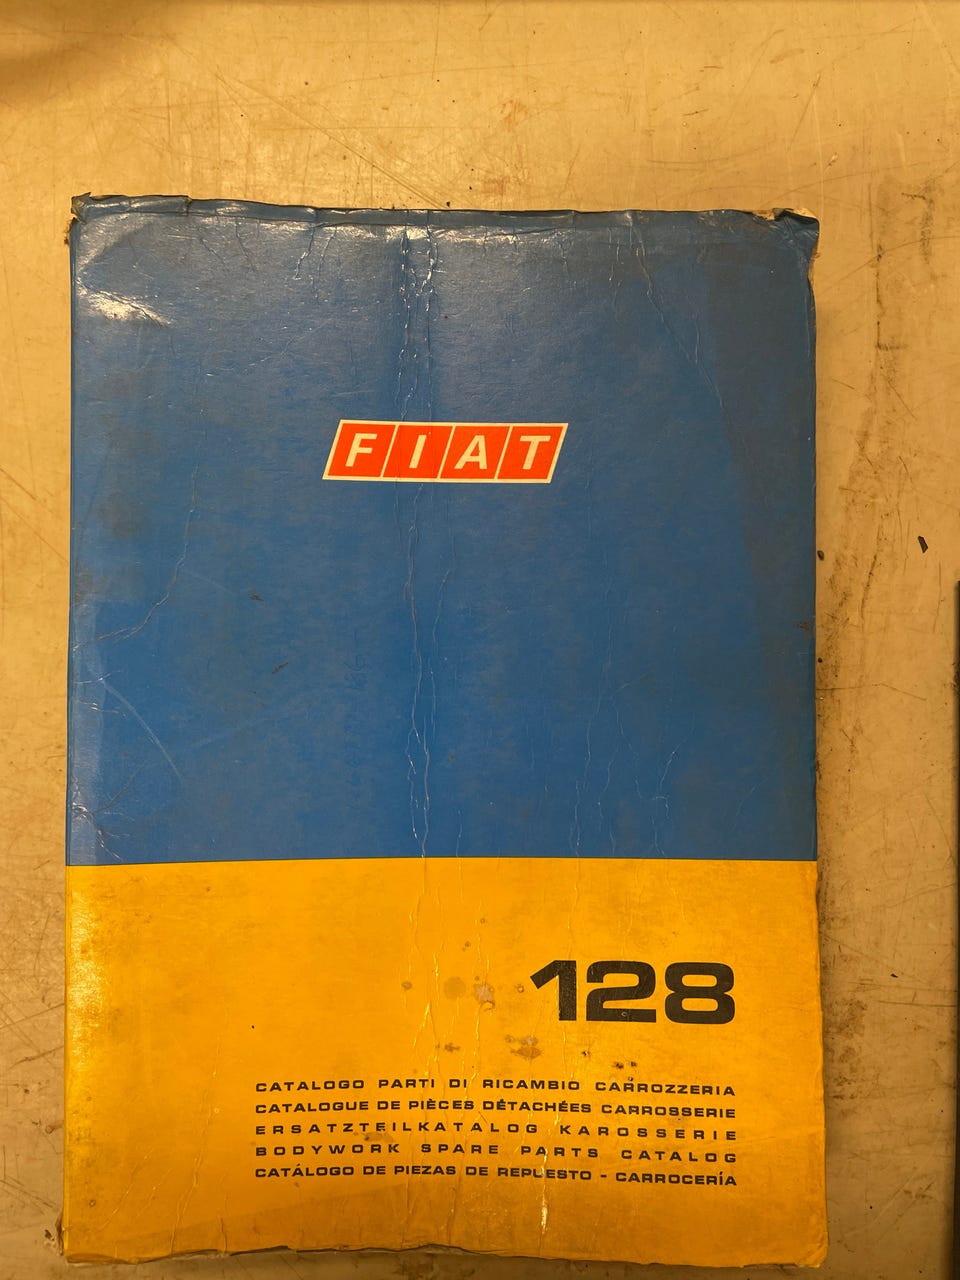 FIAT
128
CATALOGO PARTI DI RICAMBIO CARROZZERIA
CATALOGUE DE PIÈCES DÉTACHÉES CARROSSERIE
ERSATZTEILKATALOG KAROSSERIE
BODYWORK SPARE PARTS CATALOG
CATÁLOGO DE PIEZAS DE REPUESTO - CARROCERÍA